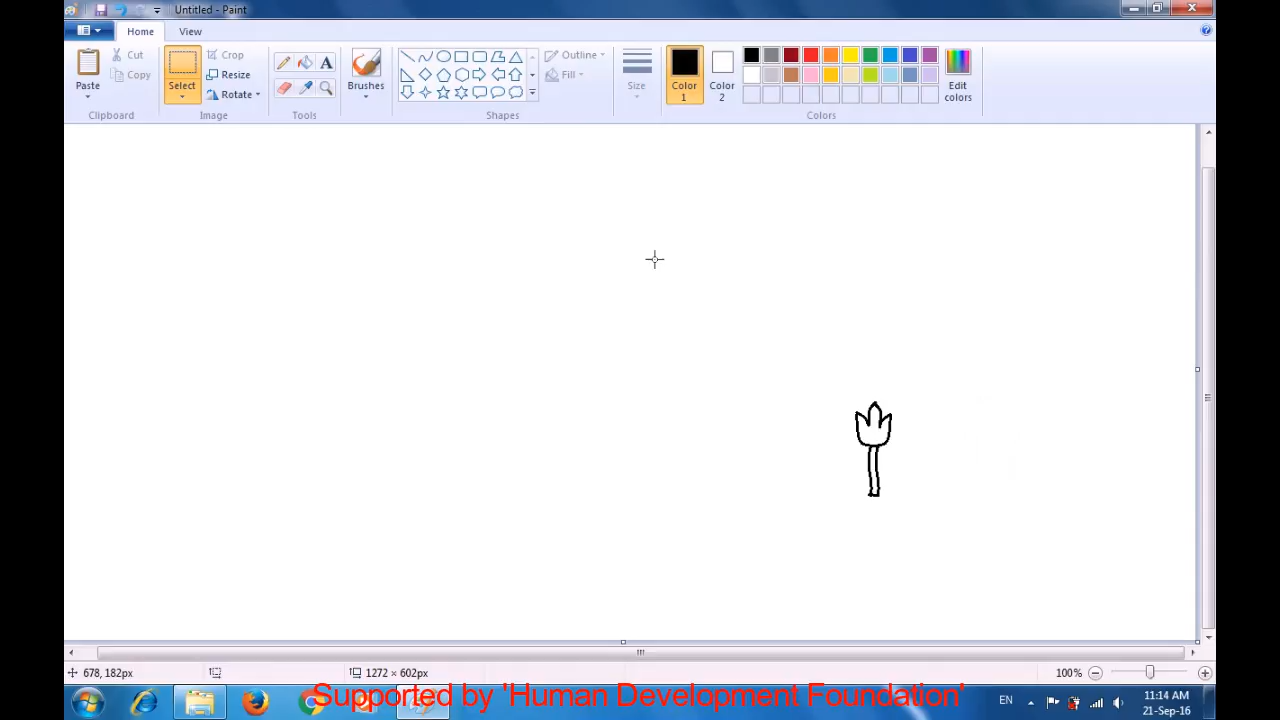 Untitled - Paint
Home View
Paste
Cut
Copy
Clipboard
Select
Crop
Resize
Rotate
Image
A
Tools
Brushes
Shapes
Outline
Fill
Size
Color 1
Color 2
Edit colors
Colors
678, 182px
1272 × 602px
100%
Supported by 'Human Development Foundation'
EN
11:14 AM
21-Sep-16